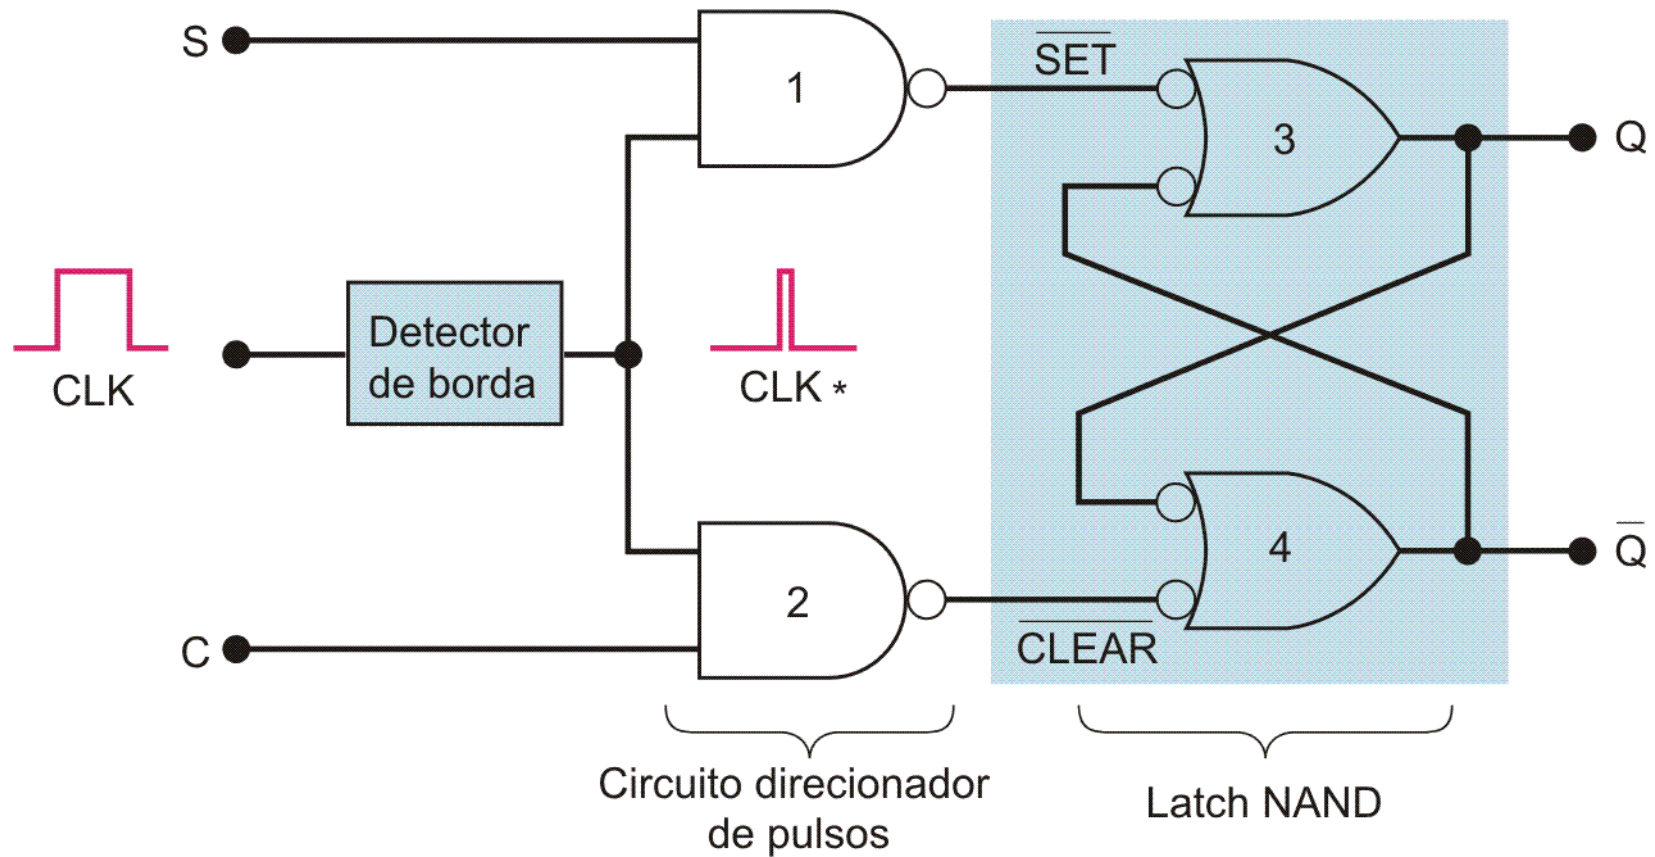 S
1
SET
3
Q
Detector
de borda
CLK
CLK *
4
Q
2
C
CLEAR
Circuito direcionador
de pulsos
Latch NAND